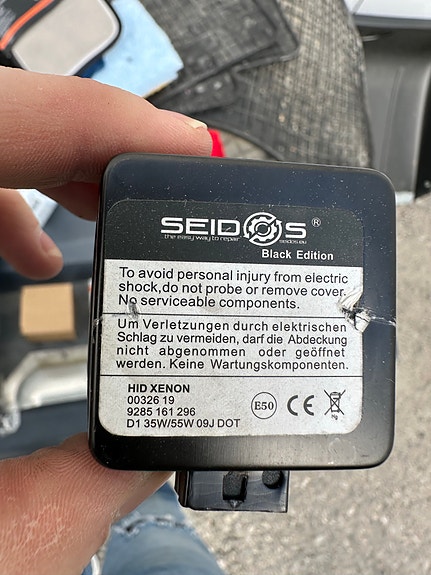 SEIDOS®
the easy way to repair seidos.eu
Black Edition
To avoid personal injury from electric
shock,do not probe or remove cover.
No serviceable components.
Um Verletzungen durch elektrischen
Schlag zu vermeiden, darf die Abdeckung
nicht abgenommen oder geöffnet
werden. Keine Wartungskomponenten.
HID XENON
00326 19
9285 161 296
D1 35W/55W 09J DOT
E50 CE Hg